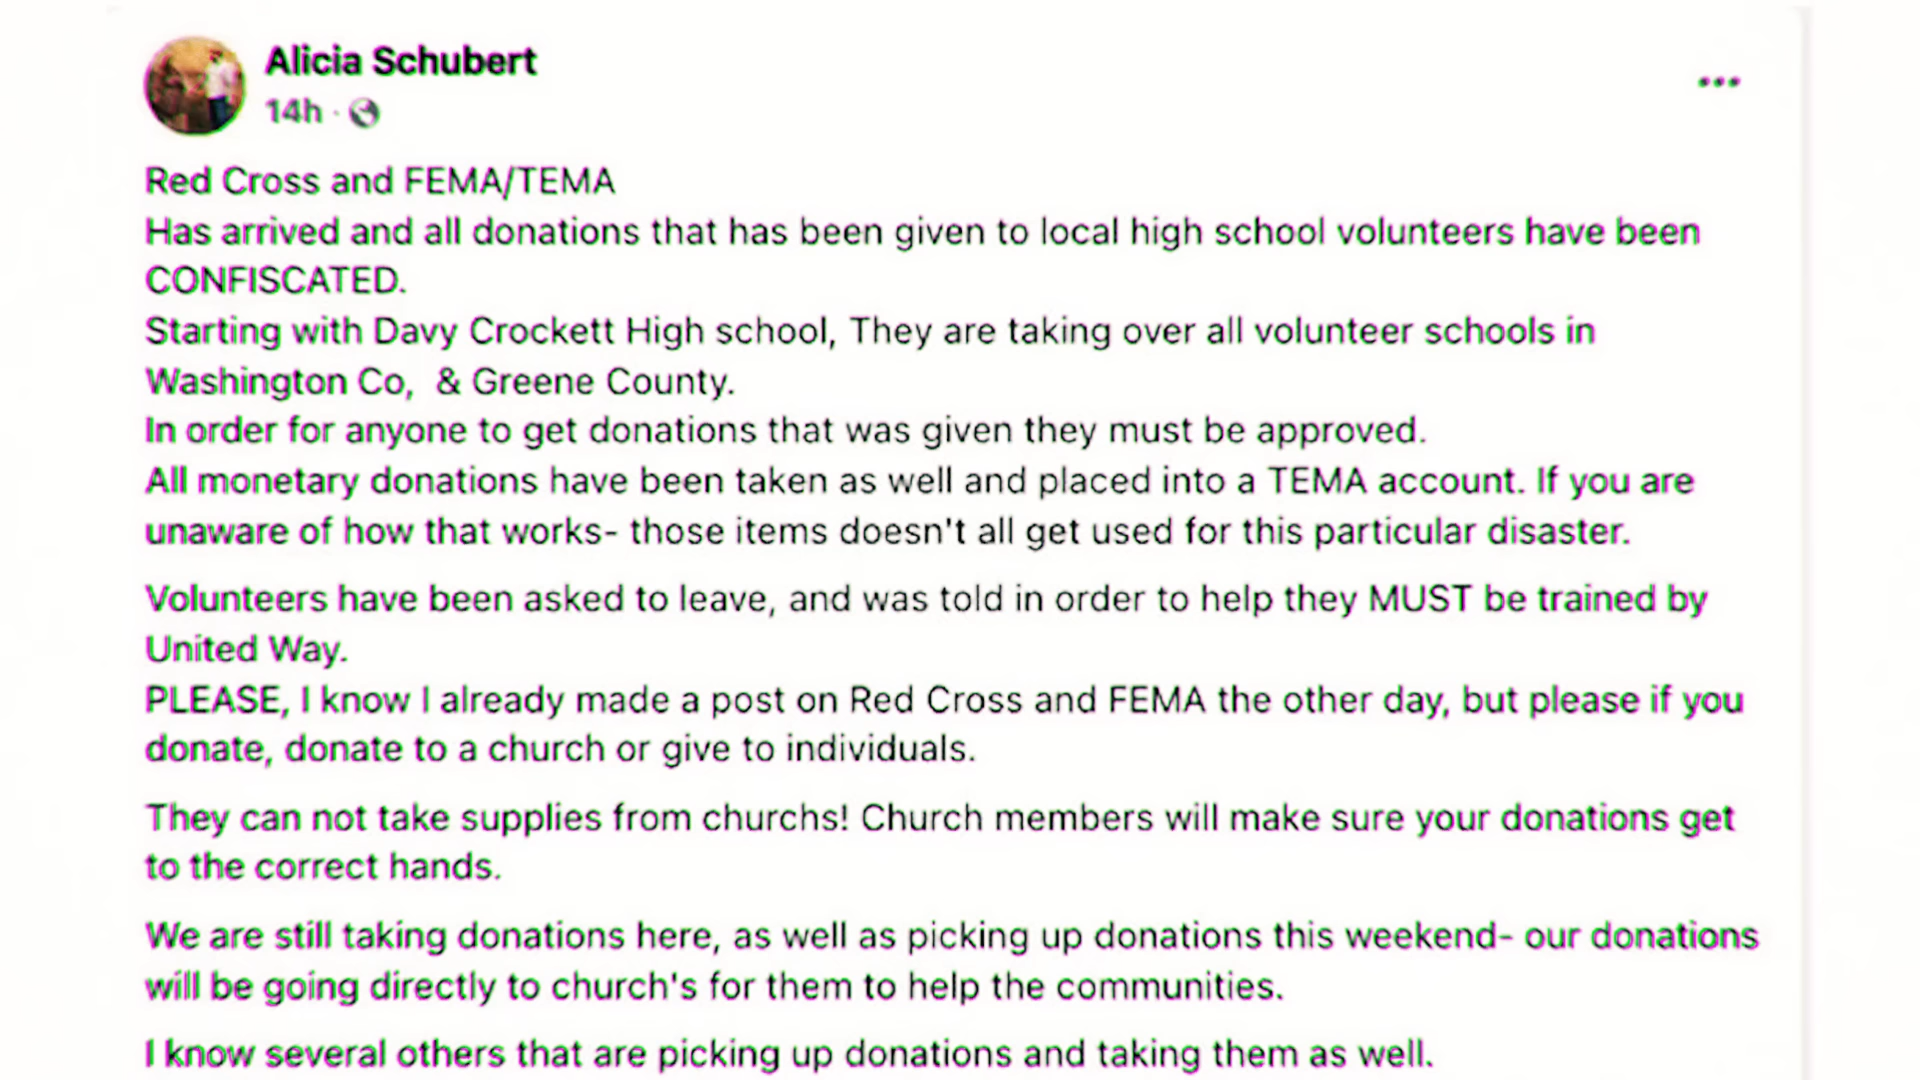 Alicia Schubert
14h ·
Red Cross and FEMA/TEMA
Has arrived and all donations that has been given to local high school volunteers have been
CONFISCATED.
Starting with Davy Crockett High school, They are taking over all volunteer schools in
Washington Co,  & Greene County.
In order for anyone to get donations that was given they must be approved.
All monetary donations have been taken as well and placed into a TEMA account. If you are
unaware of how that works- those items doesn't all get used for this particular disaster.
Volunteers have been asked to leave, and was told in order to help they MUST be trained by
United Way.
PLEASE, I know I already made a post on Red Cross and FEMA the other day, but please if you
donate, donate to a church or give to individuals.
They can not take supplies from churchs! Church members will make sure your donations get
to the correct hands.
We are still taking donations here, as well as picking up donations this weekend- our donations
will be going directly to church's for them to help the communities.
I know several others that are picking up donations and taking them as well.